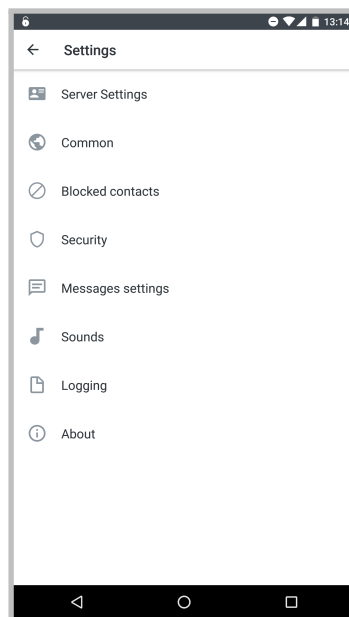 13:14
Settings
Server Settings
Common
Blocked contacts
Security
Messages settings
Sounds
Logging
About